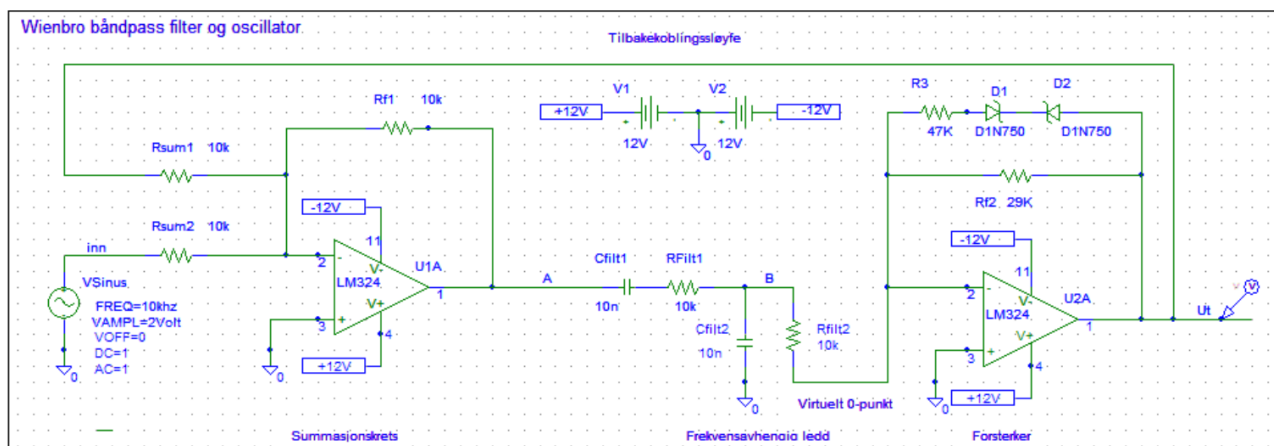 Wienbro båndpass filter og oscillator
Tilbakekoblingssløyfe
Rf1 10k
V1 V2
+12V -12V
12V 12V
0
R3 D1 D2
47K D1N750 D1N750
Rsum1 10k
Rf2 29K
Rsum2 10k
inn
-12V
11
V-
2 -
U1A
LM324
1
V+
3 +
4
+12V
0
VSinus
FREQ=10khz
VAMPL=2Volt
VOFF=0
DC=1
AC=1
0
A
Cfilt1 RFilt1
10n 10k
B
Cfilt2
10n
Rfilt2
10k
0
-12V
11
V-
2 -
U2A
LM324
1
V+
3 +
4
+12V
0
Ut
V
Virtuelt 0-punkt
Summasjonskrets
Frekvensavhengig ledd
Forsterker